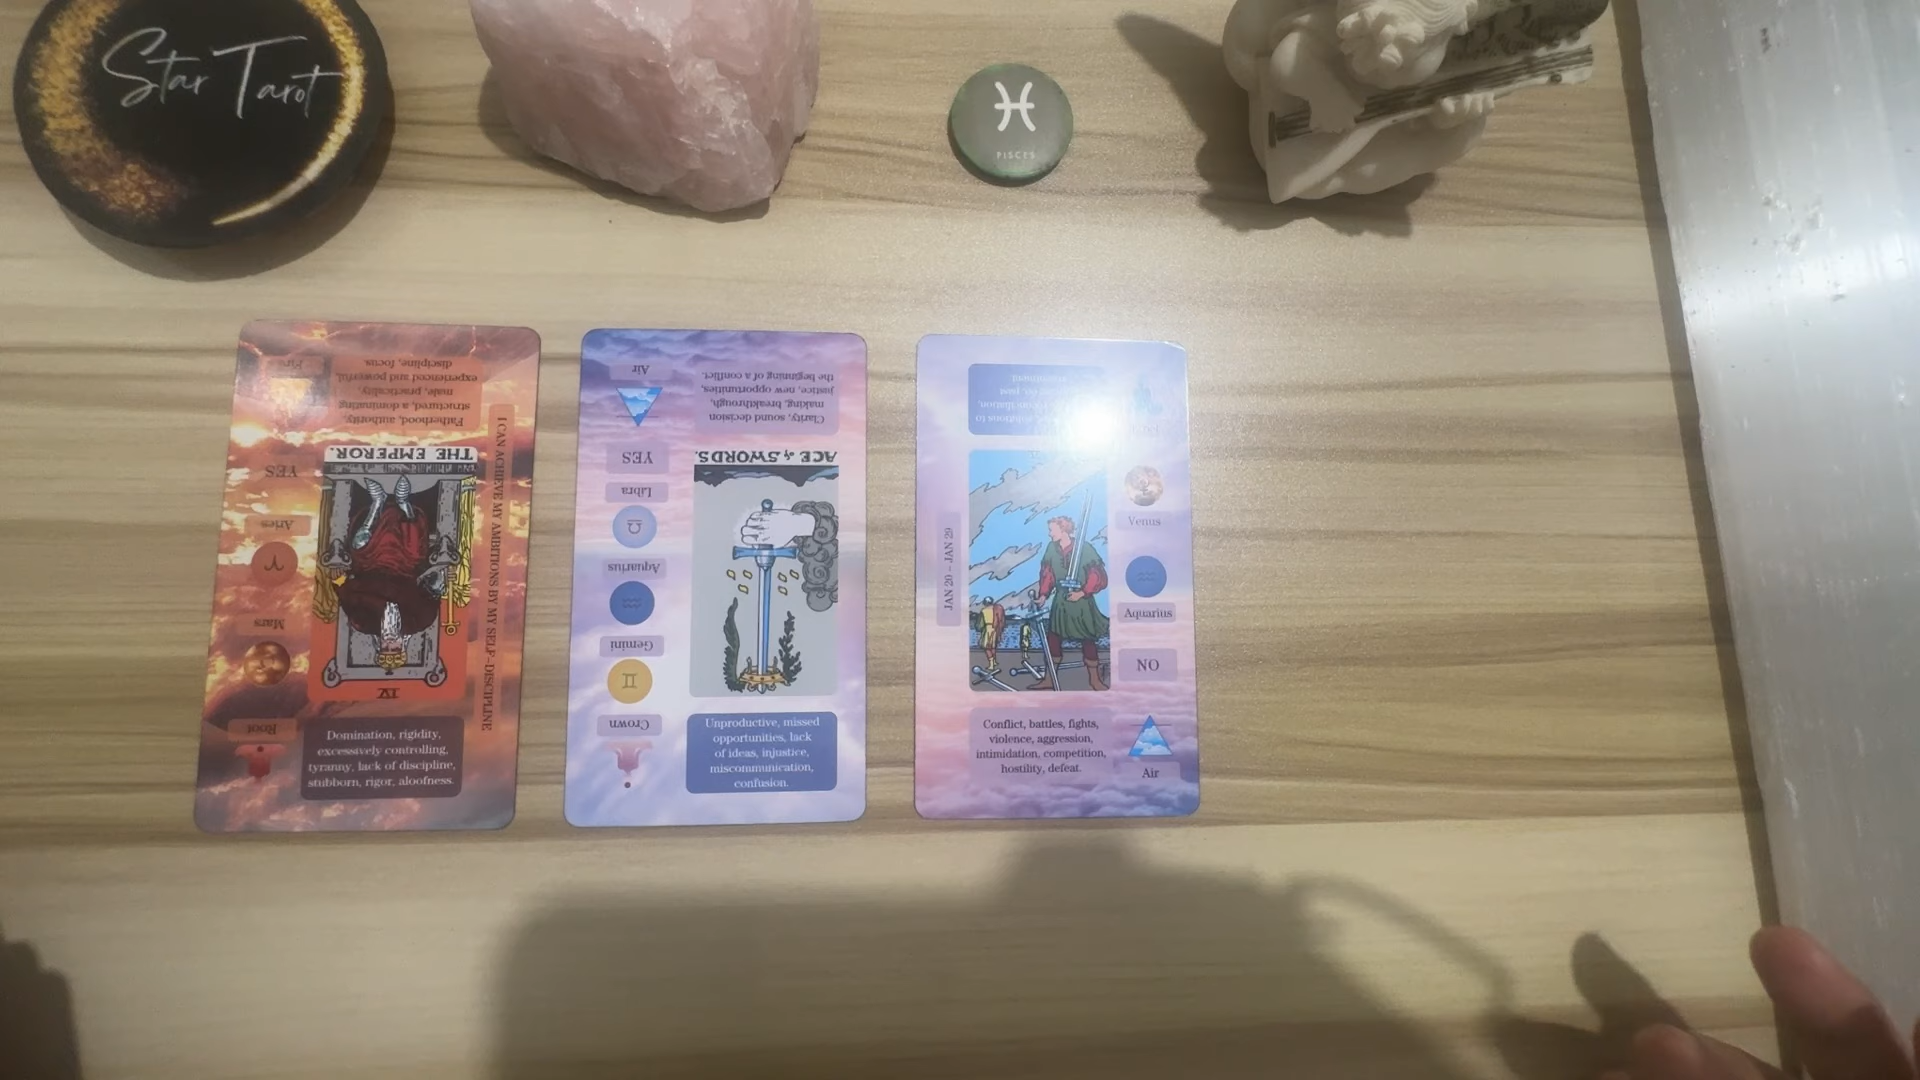 Star Tarot
PISCES
Fatherhood, authority,
structured, a dominating
male, practicality,
experienced and powerful,
discipline, focus.
Fire
THE EMPEROR.
YES
Aries
Mars
Root
IV
I CAN ACHIEVE MY AMBITIONS BY MY SELF-DISCIPLINE
Domination, rigidity,
excessively controlling,
tyranny, lack of discipline,
stubborn, rigor, aloofness.
Clarity, sound decision
making, breakthrough,
justice, new opportunities,
the beginning of a conflict.
Air
ACE of SWORDS.
YES
Libra
Aquarius
Gemini
Crown
Unproductive, missed
opportunities, lack
of ideas, injustice,
miscommunication,
confusion.
solutions to
past
JAN 20 - JAN 29
Venus
Aquarius
NO
Conflict, battles, fights,
violence, aggression,
intimidation, competition,
hostility, defeat.
Air